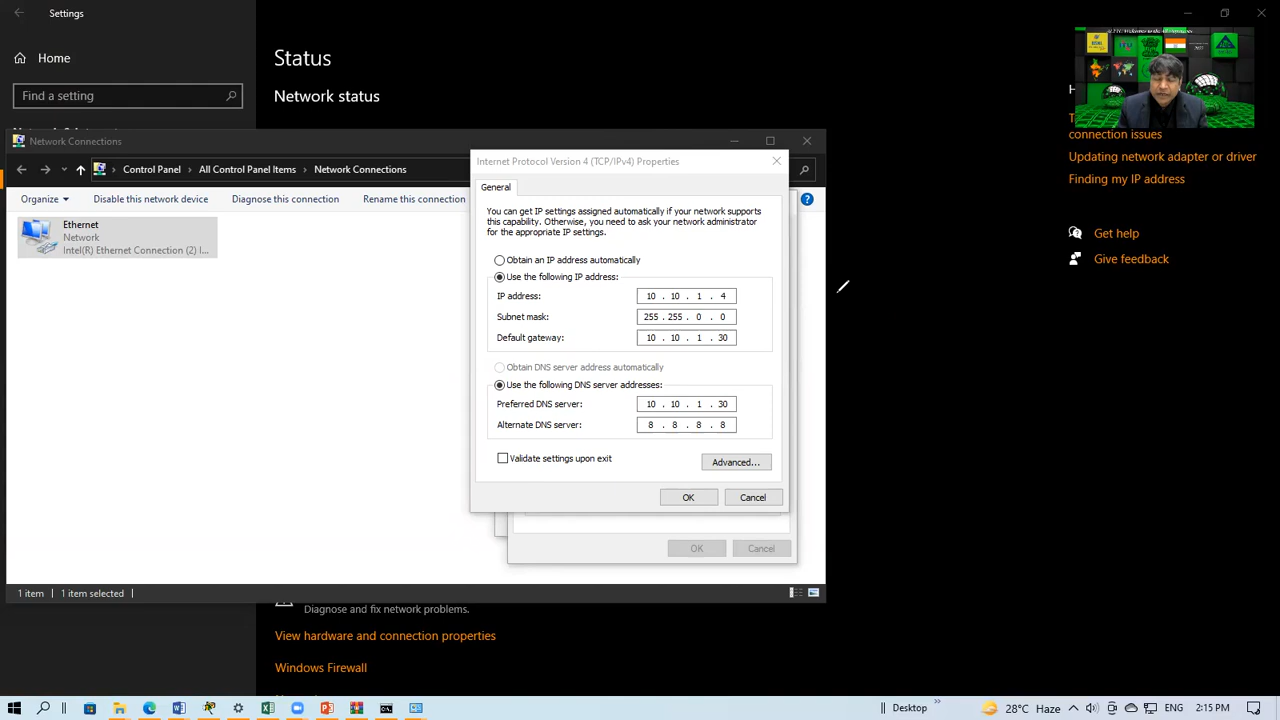 Settings
Home
Find a setting
Status
Network status
connection issues
Updating network adapter or driver
Finding my IP address
Get help
Give feedback
Network Connections
Control Panel > All Control Panel Items > Network Connections
Organize
Disable this network device
Diagnose this connection
Rename this connection
Ethernet
Network
Intel(R) Ethernet Connection (2) I...
Internet Protocol Version 4 (TCP/IPv4) Properties
General
You can get IP settings assigned automatically if your network supports
this capability. Otherwise, you need to ask your network administrator
for the appropriate IP settings.
Obtain an IP address automatically
Use the following IP address:
IP address: 10 . 10 . 1 . 4
Subnet mask: 255 . 255 . 0 . 0
Default gateway: 10 . 10 . 1 . 30
Obtain DNS server address automatically
Use the following DNS server addresses:
Preferred DNS server: 10 . 10 . 1 . 30
Alternate DNS server: 8 . 8 . 8 . 8
Validate settings upon exit
Advanced...
OK Cancel
OK Cancel
1 item 1 item selected
Diagnose and fix network problems.
View hardware and connection properties
Windows Firewall
Desktop
28°C Haze
ENG
2:15 PM